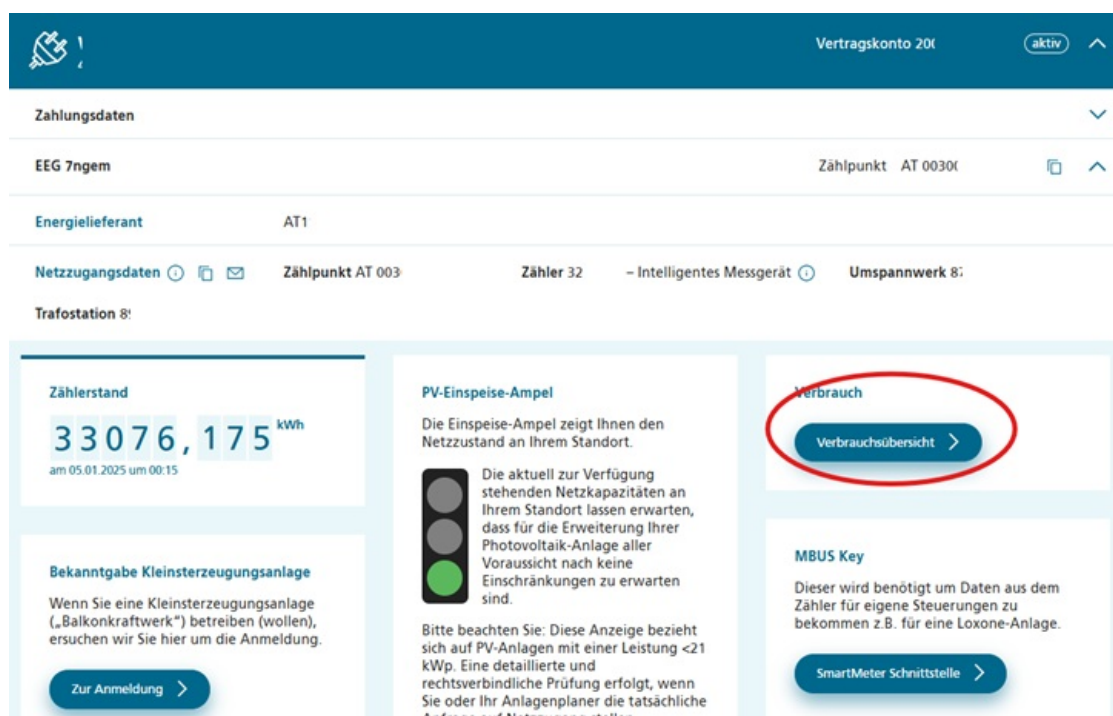 Vertragskonto 20(
aktiv
Zahlungsdaten
EEG 7ngem
Zählpunkt AT 0030(
Energielieferant AT1
Netzzugangsdaten Zählpunkt AT 003 Zähler 32 – Intelligentes Messgerät Umspannwerk 8
Trafostation 8
Zählerstand
33076,175 kWh
am 05.01.2025 um 00:15
Bekanntgabe Kleinsterzeugungsanlage
Wenn Sie eine Kleinsterzeugungsanlage
(„Balkonkraftwerk“) betreiben (wollen),
ersuchen wir Sie hier um die Anmeldung.
Zur Anmeldung
PV-Einspeise-Ampel
Die Einspeise-Ampel zeigt Ihnen den
Netzzustand an Ihrem Standort.
Die aktuell zur Verfügung
stehenden Netzkapazitäten an
Ihrem Standort lassen erwarten,
dass für die Erweiterung Ihrer
Photovoltaik-Anlage aller
Voraussicht nach keine
Einschränkungen zu erwarten
sind.
Bitte beachten Sie: Diese Anzeige bezieht
sich auf PV-Anlagen mit einer Leistung <21
kWp. Eine detaillierte und
rechtsverbindliche Prüfung erfolgt, wenn
Sie oder Ihr Anlagenplaner die tatsächliche
Anfrage auf Netzzugang stellen.
Verbrauch
Verbrauchsübersicht
MBUS Key
Dieser wird benötigt um Daten aus dem
Zähler für eigene Steuerungen zu
bekommen z.B. für eine Loxone-Anlage.
SmartMeter Schnittstelle